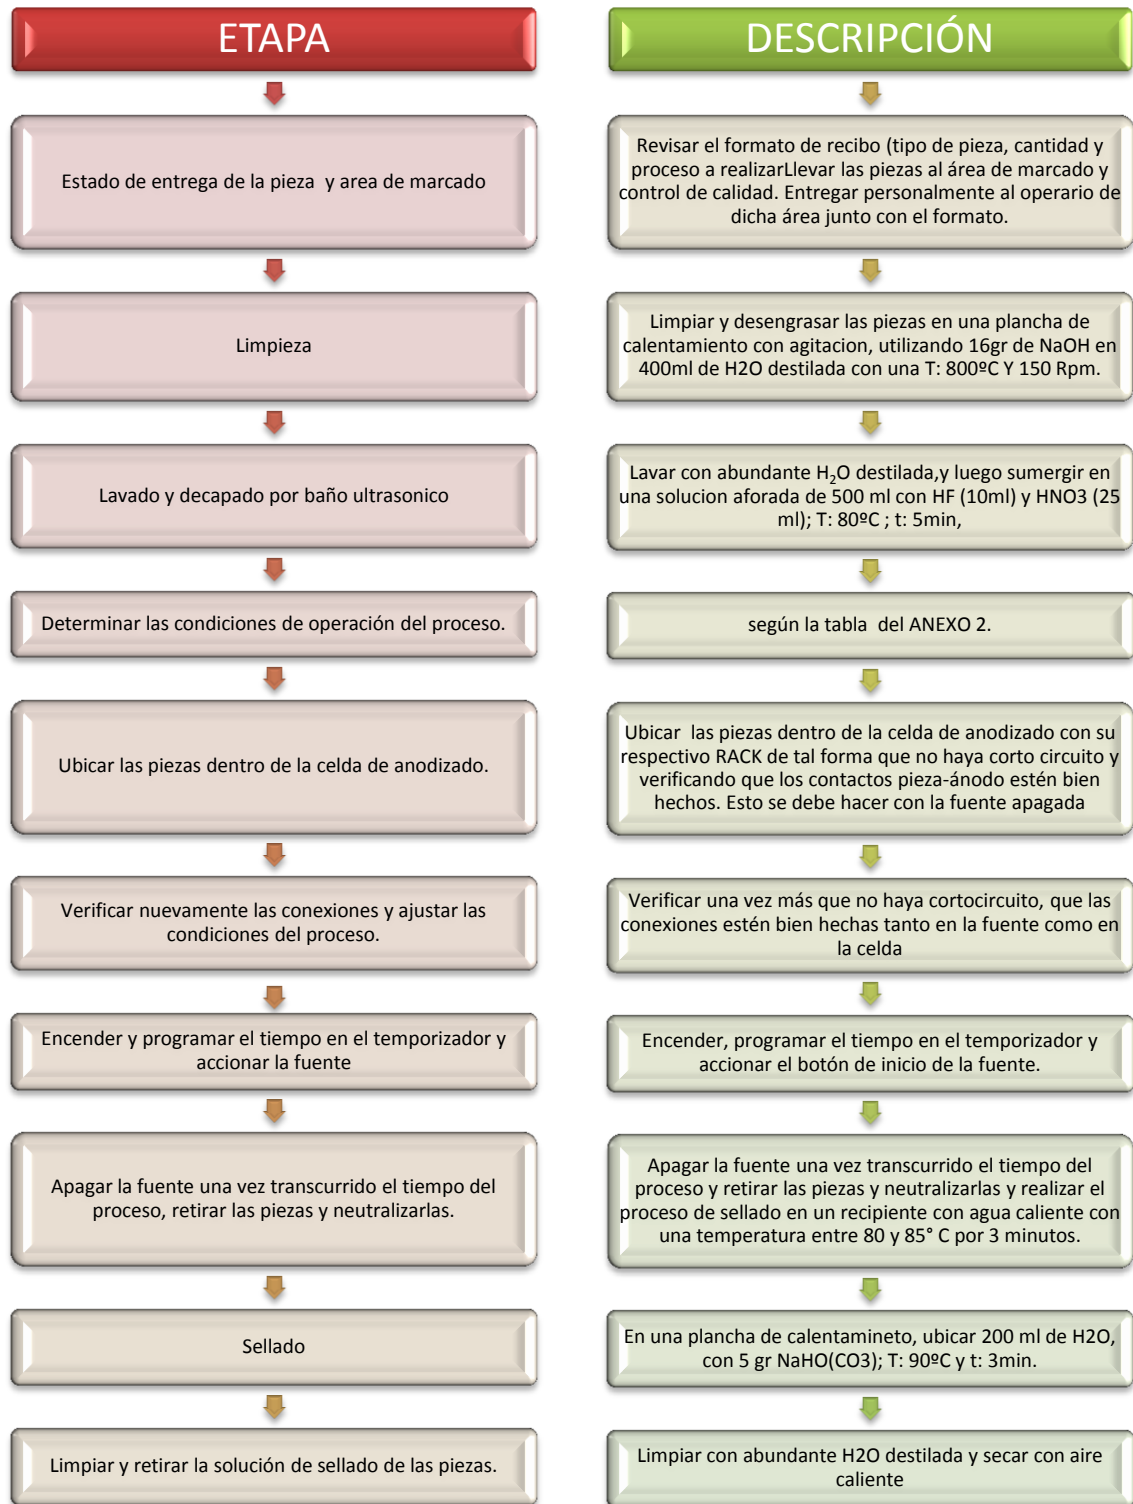 ETAPA
DESCRIPCIÓN
Estado de entrega de la pieza y area de marcado
Revisar el formato de recibo (tipo de pieza, cantidad y
proceso a realizarLlevar las piezas al área de marcado y
control de calidad. Entregar personalmente al operario de
dicha área junto con el formato.
Limpieza
Limpiar y desengrasar las piezas en una plancha de
calentamiento con agitacion, utilizando 16gr de NaOH en
400ml de H2O destilada con una T: 800ºC Y 150 Rpm.
Lavado y decapado por baño ultrasonico
Lavar con abundante H₂O destilada,y luego sumergir en
una solucion aforada de 500 ml con HF (10ml) y HNO3 (25
ml); T: 80ºC ; t: 5min,
Determinar las condiciones de operación del proceso.
según la tabla del ANEXO 2.
Ubicar las piezas dentro de la celda de anodizado.
Ubicar las piezas dentro de la celda de anodizado con su
respectivo RACK de tal forma que no haya corto circuito y
verificando que los contactos pieza-ánodo estén bien
hechos. Esto se debe hacer con la fuente apagada
Verificar nuevamente las conexiones y ajustar las
condiciones del proceso.
Verificar una vez más que no haya cortocircuito, que las
conexiones estén bien hechas tanto en la fuente como en
la celda
Encender y programar el tiempo en el temporizador y
accionar la fuente
Encender, programar el tiempo en el temporizador y
accionar el botón de inicio de la fuente.
Apagar la fuente una vez transcurrido el tiempo del
proceso, retirar las piezas y neutralizarlas.
Apagar la fuente una vez transcurrido el tiempo del
proceso y retirar las piezas y neutralizarlas y realizar el
proceso de sellado en un recipiente con agua caliente con
una temperatura entre 80 y 85° C por 3 minutos.
Sellado
En una plancha de calentamineto, ubicar 200 ml de H2O,
con 5 gr NaHO(CO3); T: 90ºC y t: 3min.
Limpiar y retirar la solución de sellado de las piezas.
Limpiar con abundante H2O destilada y secar con aire
caliente